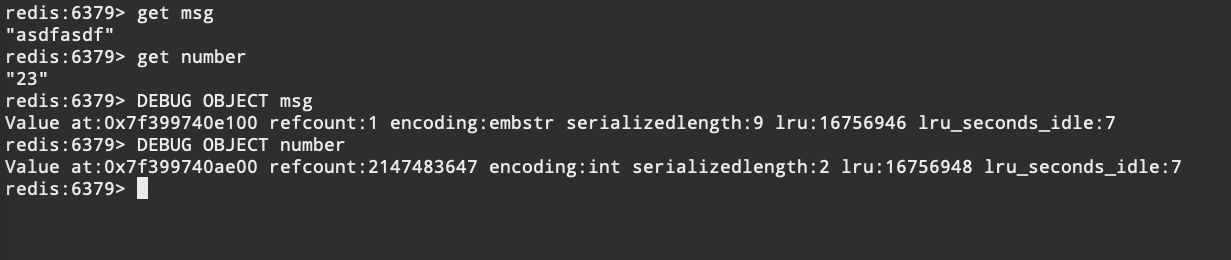 redis:6379> get msg
"asdfasdf"
redis:6379> get number
"23"
redis:6379> DEBUG OBJECT msg
Value at:0x7f399740e100 refcount:1 encoding:embstr serializedlength:9 lru:16756946 lru_seconds_idle:7
redis:6379> DEBUG OBJECT number
Value at:0x7f399740ae00 refcount:2147483647 encoding:int serializedlength:2 lru:16756948 lru_seconds_idle:7
redis:6379>